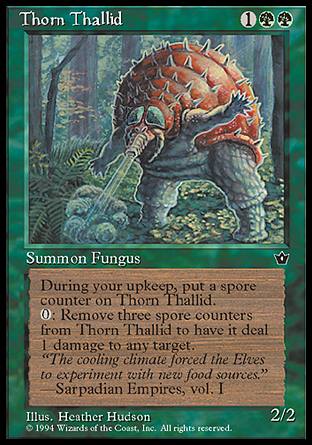 Thorn Thallid 1
Summon Fungus
During your upkeep, put a spore
counter on Thorn Thallid.
0: Remove three spore counters
from Thorn Thallid to have it deal
1 damage to any target.
"The cooling climate forced the Elves
to experiment with new food sources."
Sarpadian Empires, vol. I
2/2
Illus. Heather Hudson
© 1994 Wizards of the Coast, Inc. All rights reserved.